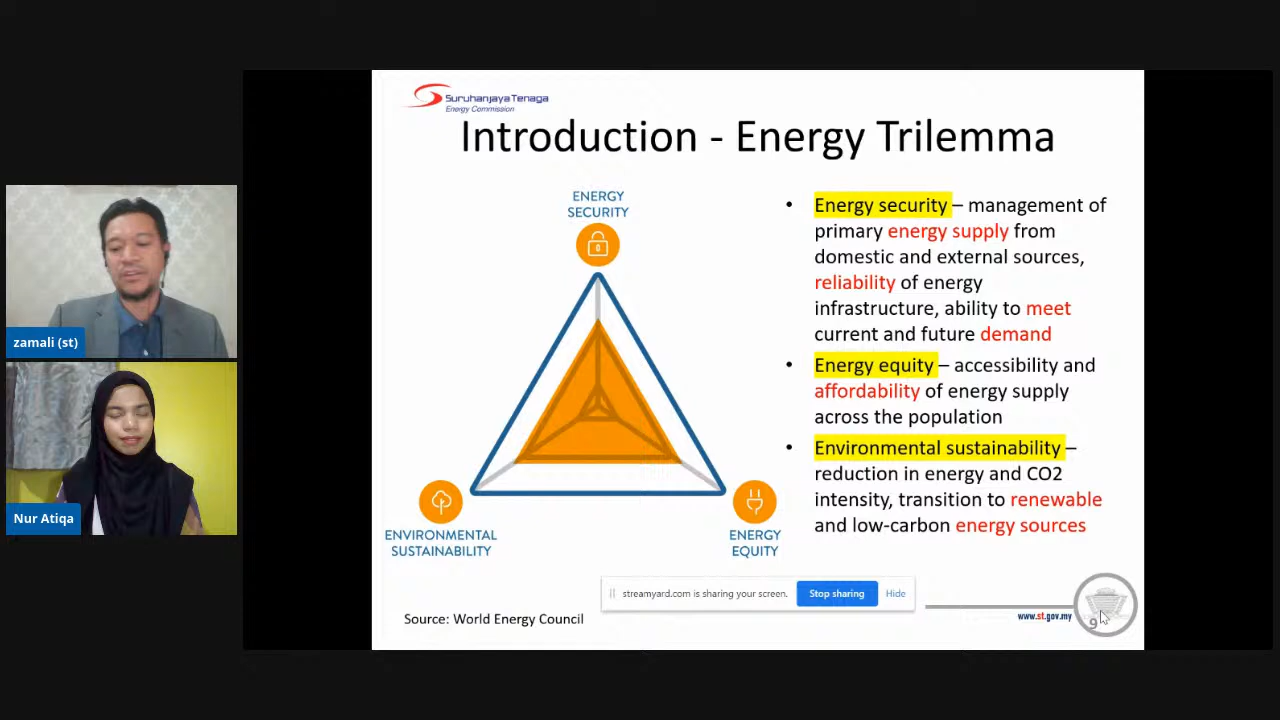 Suruhanjaya Tenaga
Energy Commission
Introduction - Energy Trilemma
ENERGY
SECURITY
ENVIRONMENTAL
SUSTAINABILITY
ENERGY
EQUITY
• Energy security – management of
primary energy supply from
domestic and external sources,
reliability of energy
infrastructure, ability to meet
current and future demand
• Energy equity – accessibility and
affordability of energy supply
across the population
• Environmental sustainability –
reduction in energy and CO2
intensity, transition to renewable
and low-carbon energy sources
zamali (st)
Nur Atiqa
streamyard.com is sharing your screen. Stop sharing Hide
Source: World Energy Council
www.st.gov.my
9